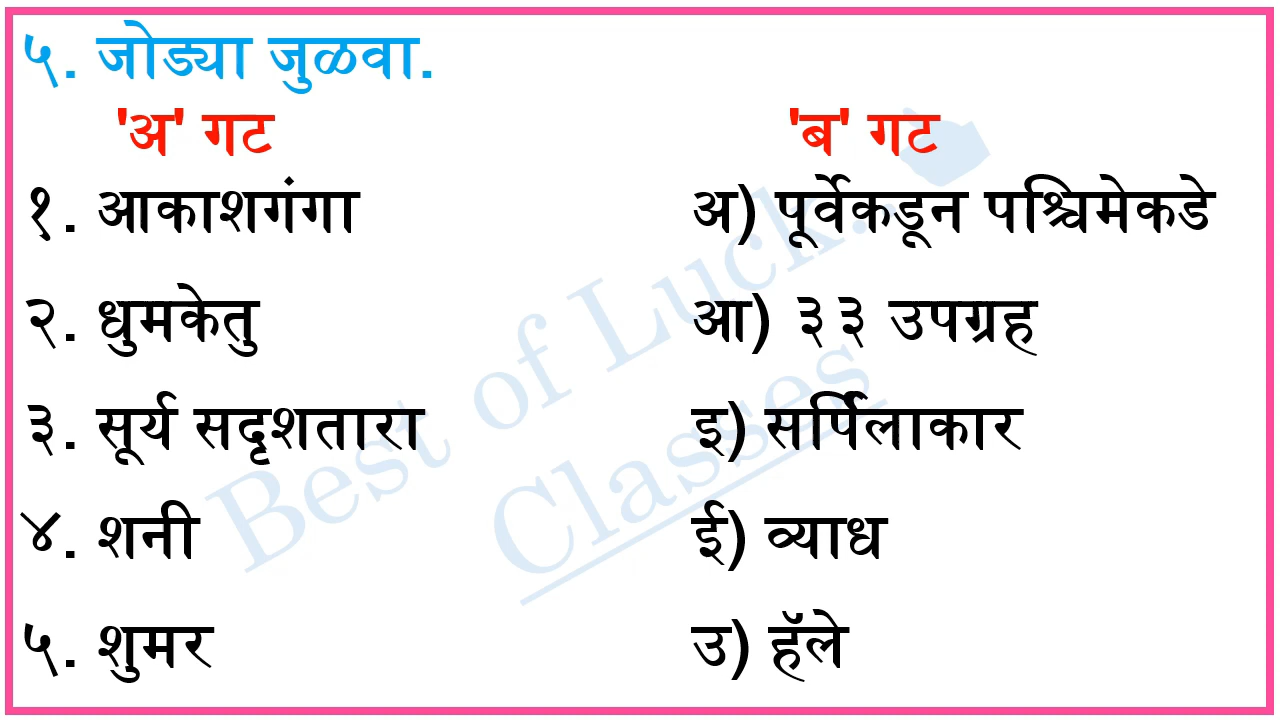 ५. जोड्या जुळवा.
'अ' गट 'ब' गट
१. आकाशगंगा अ) पूर्वेकडून पश्चिमेकडे
२. धुमकेतु आ) ३३ उपग्रह
३. सूर्य सदृशतारा इ) सर्पिलाकार
४. शनी ई) व्याध
५. शुमर उ) हॅले
Best of Luck.
Classes